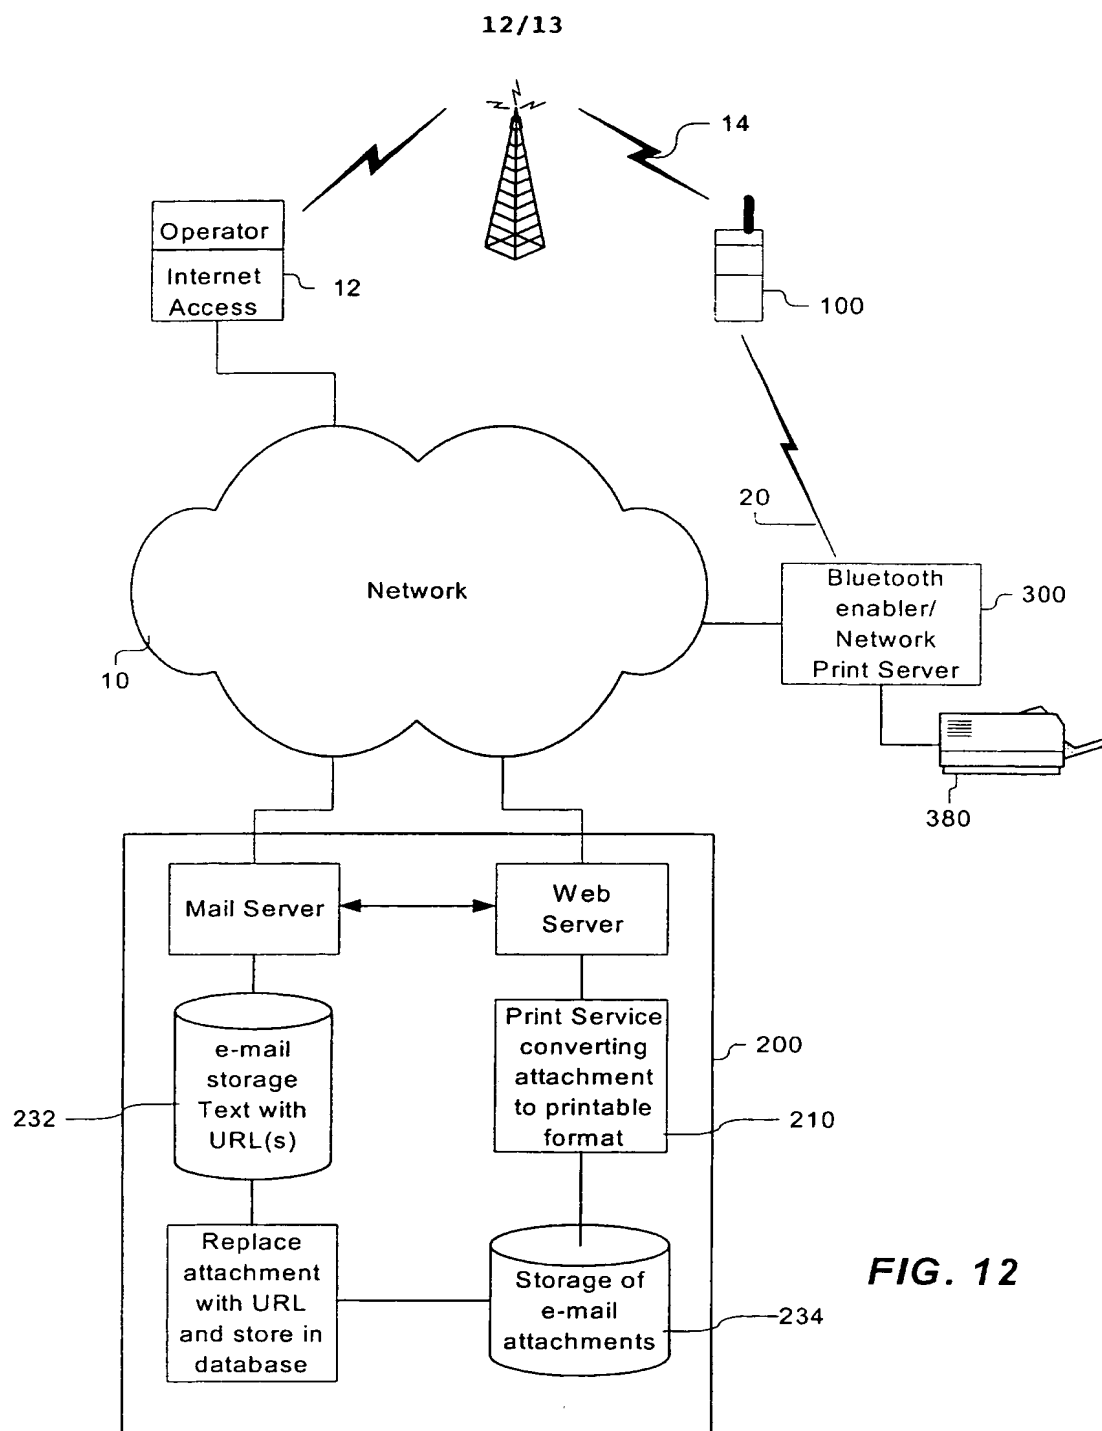 12/13
14
Operator
Internet
Access
12
100
20
Network
10
Bluetooth
enabler/
Network
Print Server
300
380
Mail Server
Web
Server
e-mail
storage
Text with
URL(s)
232
Print Service
converting
attachment
to printable
format
200
210
Replace
attachment
with URL
and store in
database
Storage of
e-mail
attachments
234
FIG. 12